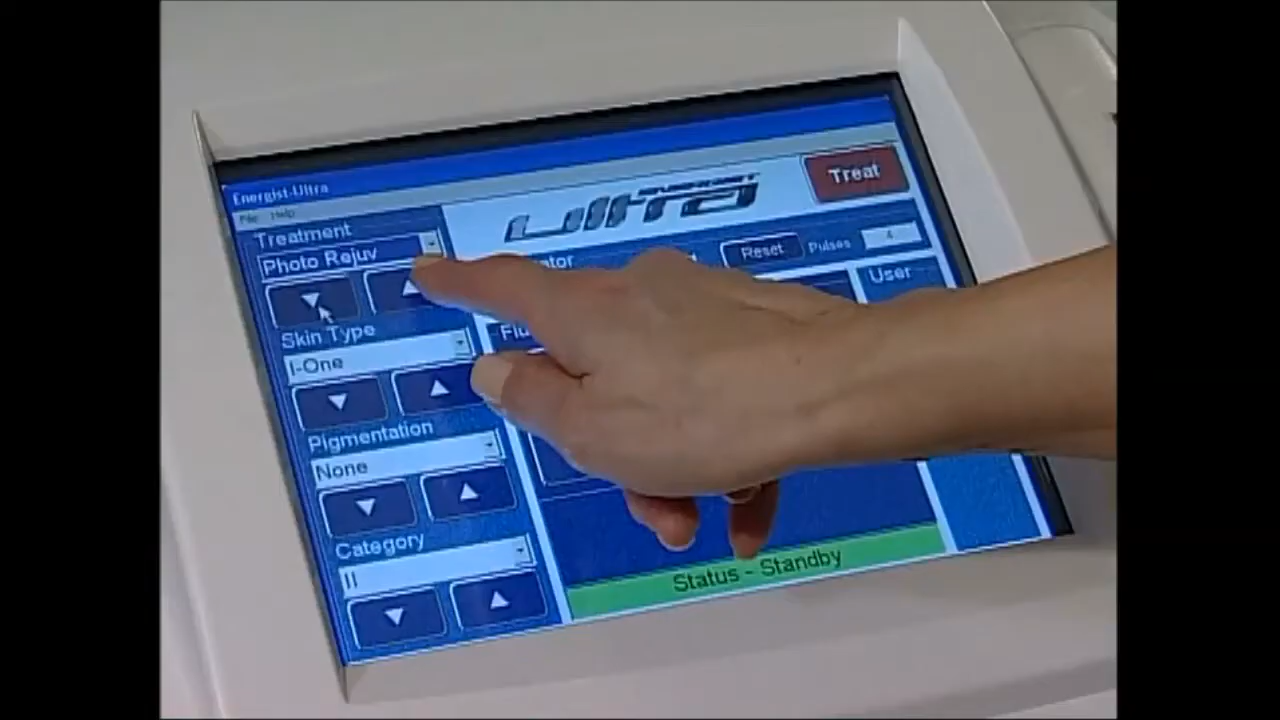 Energist-Ultra
File Help
Treatment
Photo Rejuv
Skin Type
I-One
Pigmentation
None
Category
II
ultra
Treat
Reset
Pulses
4
User
Status - Standby